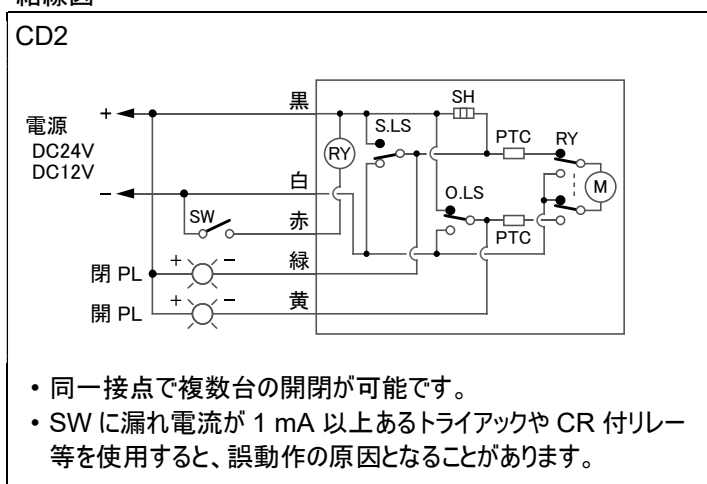 CD2
電源
DC24V
DC12V
+
−
黒
白
SW
赤
閉 PL
+ −
緑
開 PL
+ −
黄
RY
S.LS
SH
PTC
RY
O.LS
PTC
M
• 同一接点で複数台の開閉が可能です。
• SW に漏れ電流が 1 mA 以上あるトライアックや CR 付リレー
等を使用すると、誤動作の原因となることがあります。